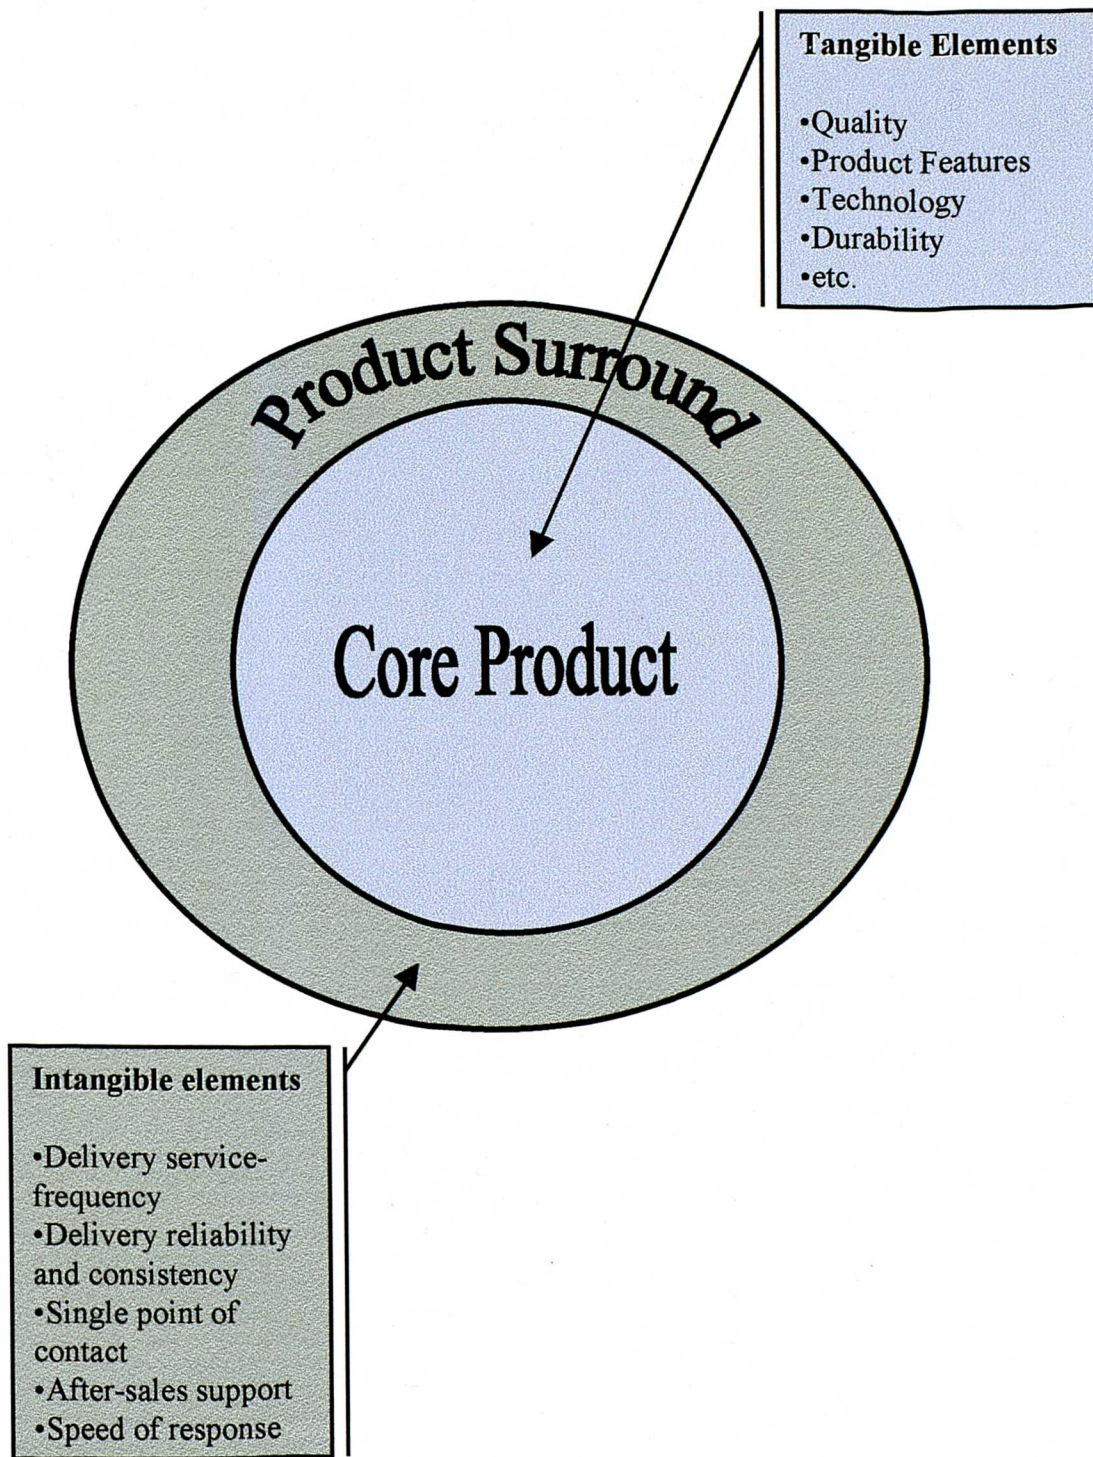 Tangible Elements
•Quality
•Product Features
•Technology
•Durability
•etc.
Product Surround
Core Product
Intangible elements
•Delivery service-
frequency
•Delivery reliability
and consistency
•Single point of
contact
•After-sales support
•Speed of response